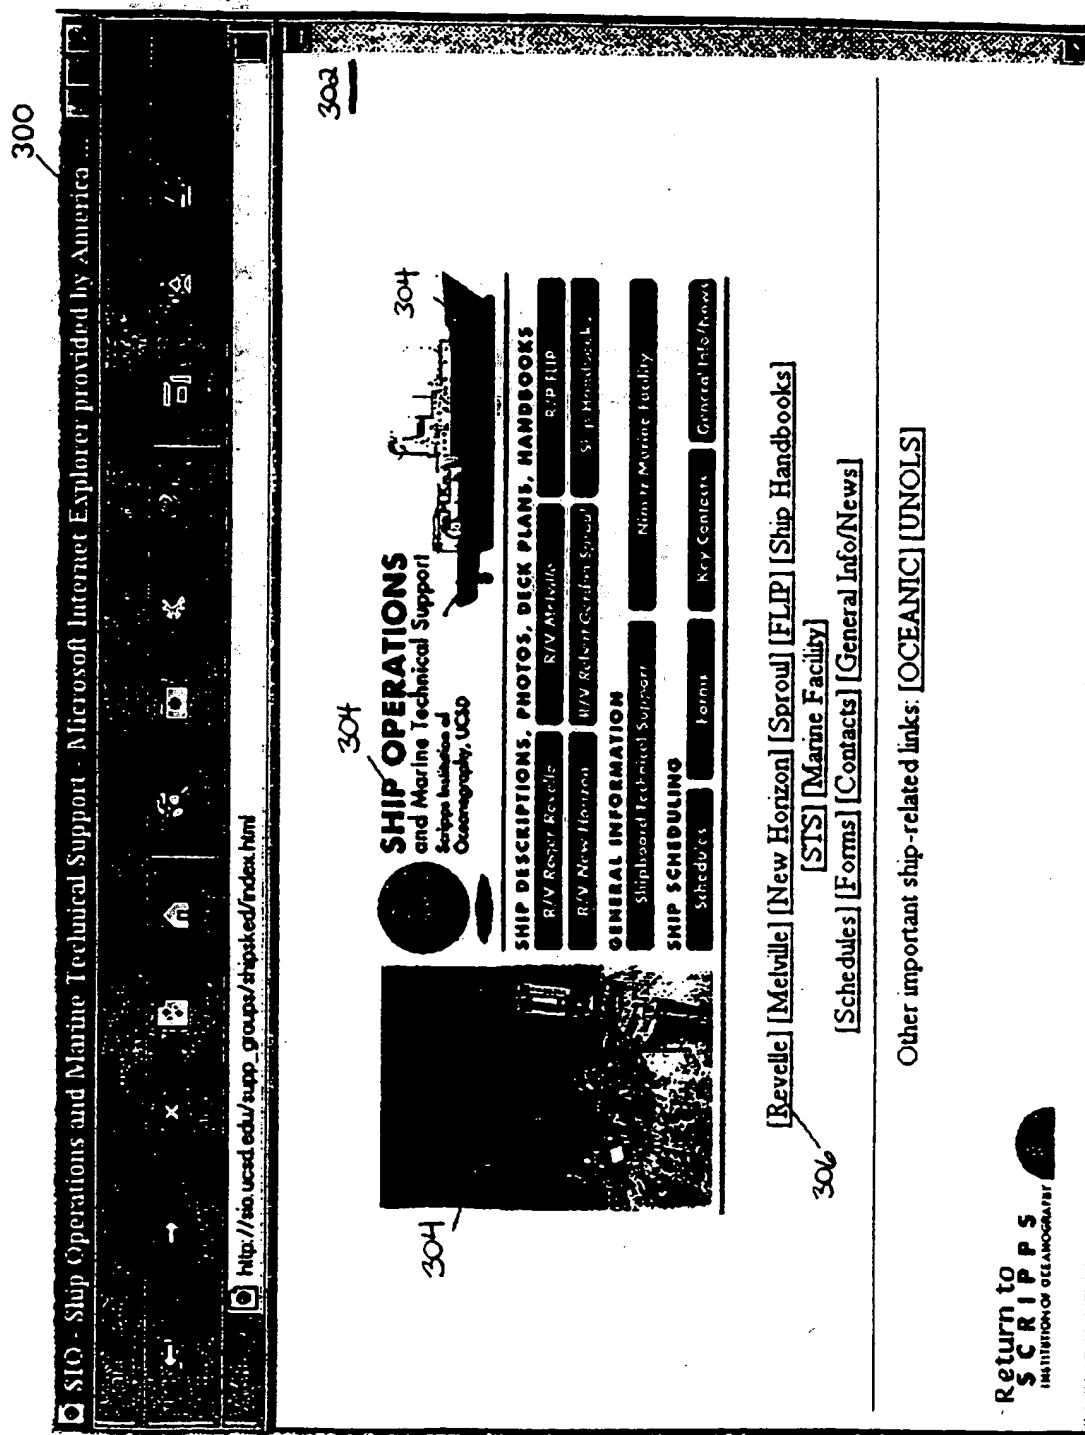 300
SIO - Ship Operations and Marine Technical Support - Microsoft Internet Explorer provided by America ...
http://sio.ucsd.edu/supp_groups/shipsked/index.html
302
304
304
304
SHIP OPERATIONS
and Marine Technical Support
Scripps Institution of
Oceanography, UCSD
SHIP DESCRIPTIONS, PHOTOS, DECK PLANS, HANDBOOKS
R/V Roger Revelle R/V Melville R/P FLIP
R/V New Horizon R/V Robert Gordon Sproul Ship Handbooks
GENERAL INFORMATION
Shipboard Technical Support Nimitz Marine Facility
SHIP SCHEDULING
Schedules Forms Key Contacts General Info/News
[Revelle] [Melville] [New Horizon] [Sproul] [FLIP] [Ship Handbooks]
[STS] [Marine Facility]
[Schedules] [Forms] [Contacts] [General Info/News]
306
Other important ship-related links: [OCEANIC] [UNOLS]
Return to
SCRIPPS
INSTITUTION OF OCEANOGRAPHY